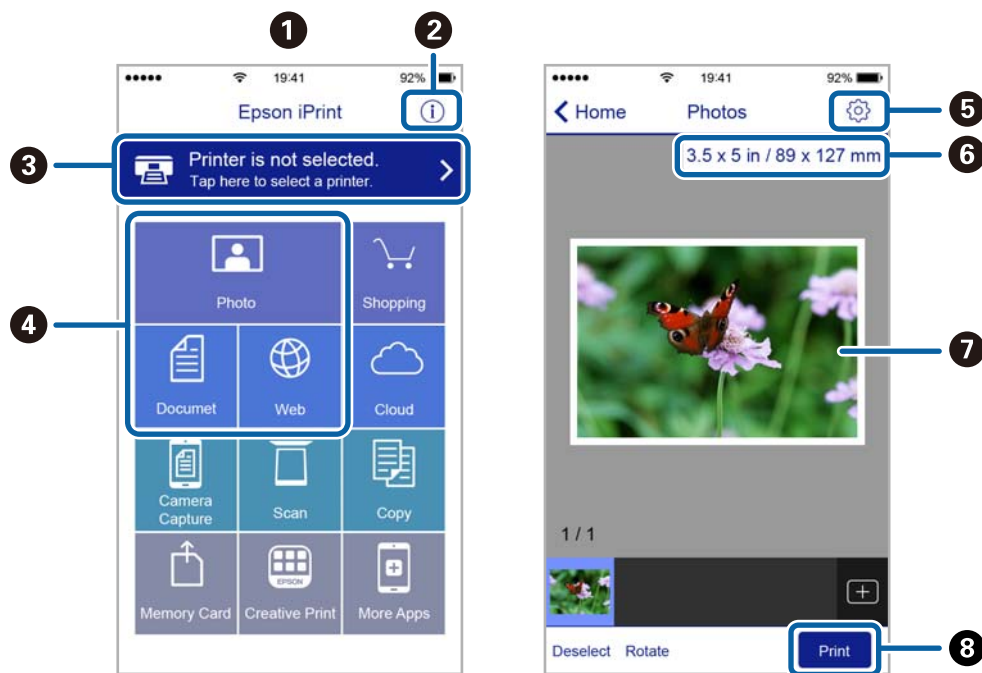 1
2
19:41
92%
Epson iPrint
i
3
Printer is not selected.
Tap here to select a printer.
4
Photo
Shopping
Documet
Web
Cloud
Camera
Capture
Scan
Copy
EPSON
Memory Card
Creative Print
More Apps
19:41
92%
Home
Photos
5
3.5 x 5 in / 89 x 127 mm
6
7
1 / 1
Deselect
Rotate
Print
8